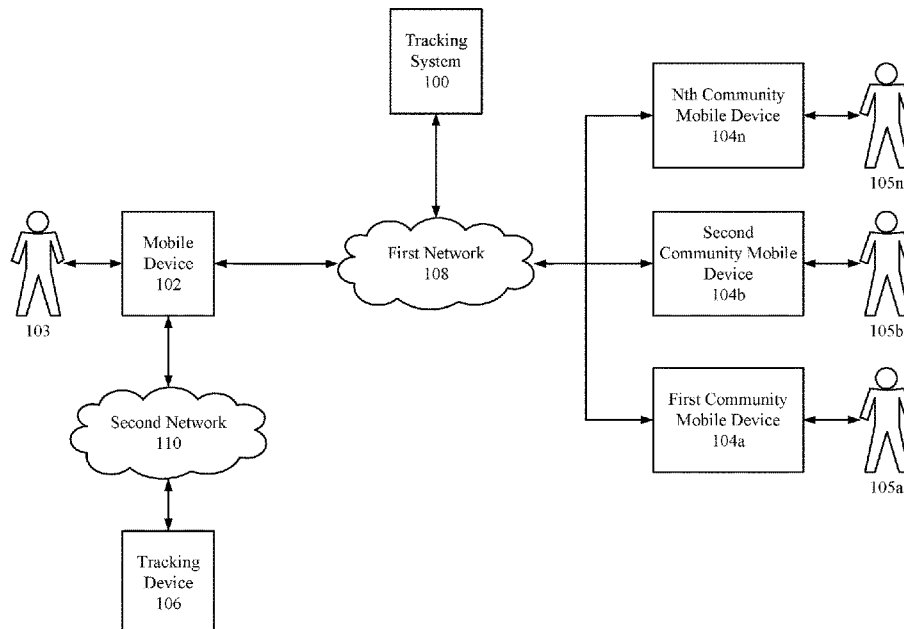 Tracking
System
100
Nth Community
Mobile Device
104n
105n
Mobile
Device
102
103
First Network
108
Second
Community Mobile
Device
104b
105b
Second Network
110
First Community
Mobile Device
104a
105a
Tracking
Device
106